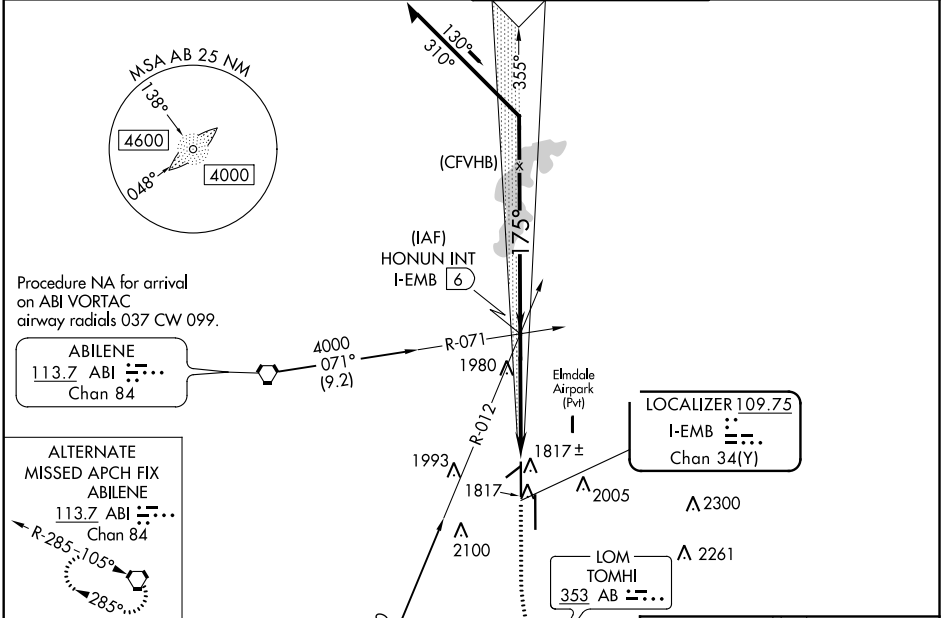 MSA AB 25 NM
138°
4600
4000
048°
130°
310°
355°
(CFVHB)
x
175°
(IAF)
HONUN INT
I-EMB 6
Procedure NA for arrival
on ABI VORTAC
airway radials 037 CW 099.
ABILENE
113.7 ABI
Chan 84
4000
071°
(9.2)
R-071
1980
R-012
Elmdale
Airpark
(Pvt)
LOCALIZER 109.75
I-EMB
Chan 34(Y)
1993
1817 ±
1817
2005
2300
2100
2261
ALTERNATE
MISSED APCH FIX
ABILENE
113.7 ABI
Chan 84
R-285
105°
285°
LOM
TOMHI
353 AB